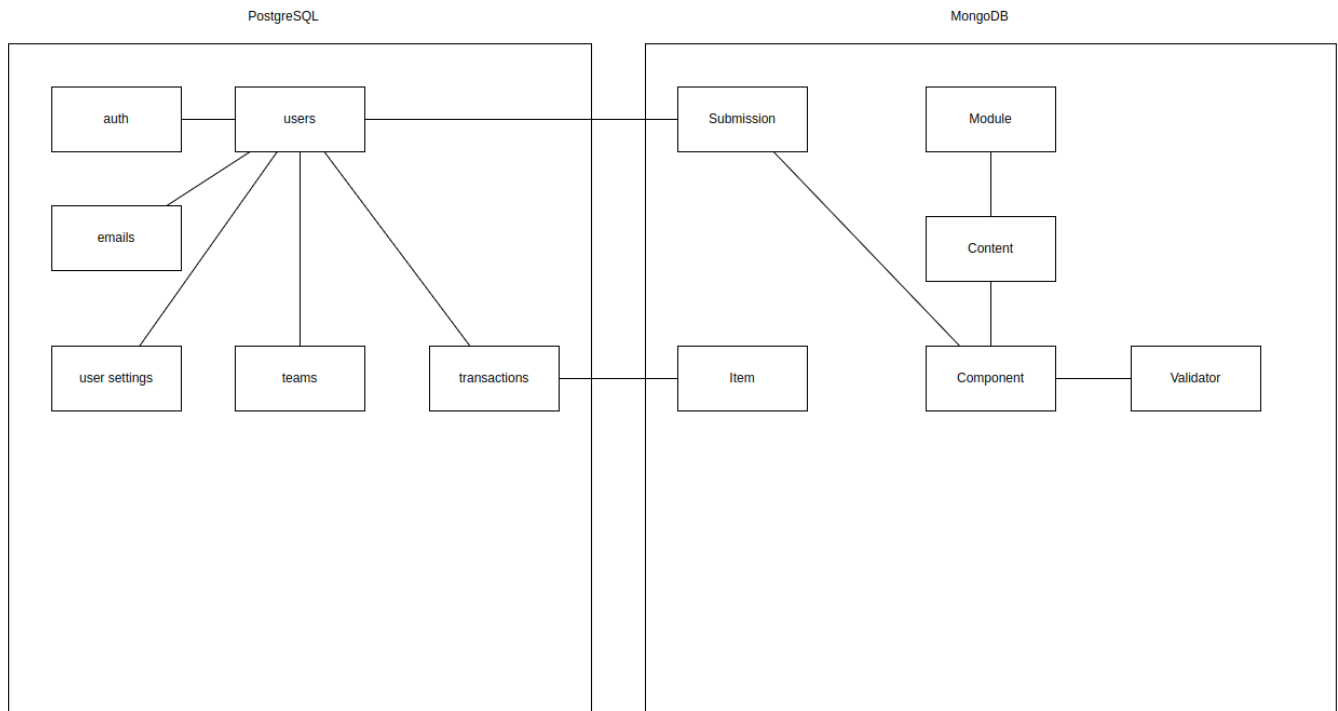 PostgreSQL
MongoDB
auth
users
Submission
Module
emails
Content
user settings
teams
transactions
Item
Component
Validator